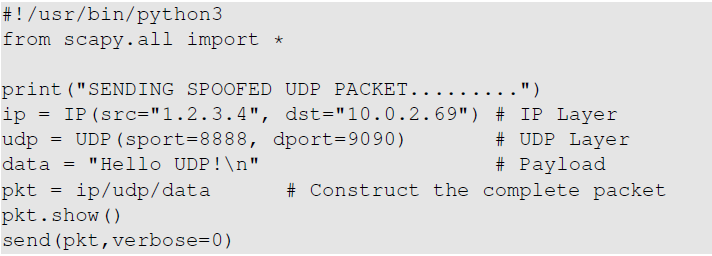 #!/usr/bin/python3
from scapy.all import *
print("SENDING SPOOFED UDP PACKET.........")
ip = IP(src="1.2.3.4", dst="10.0.2.69") # IP Layer
udp = UDP(sport=8888, dport=9090) # UDP Layer
data = "Hello UDP!\n" # Payload
pkt = ip/udp/data # Construct the complete packet
pkt.show()
send(pkt,verbose=0)